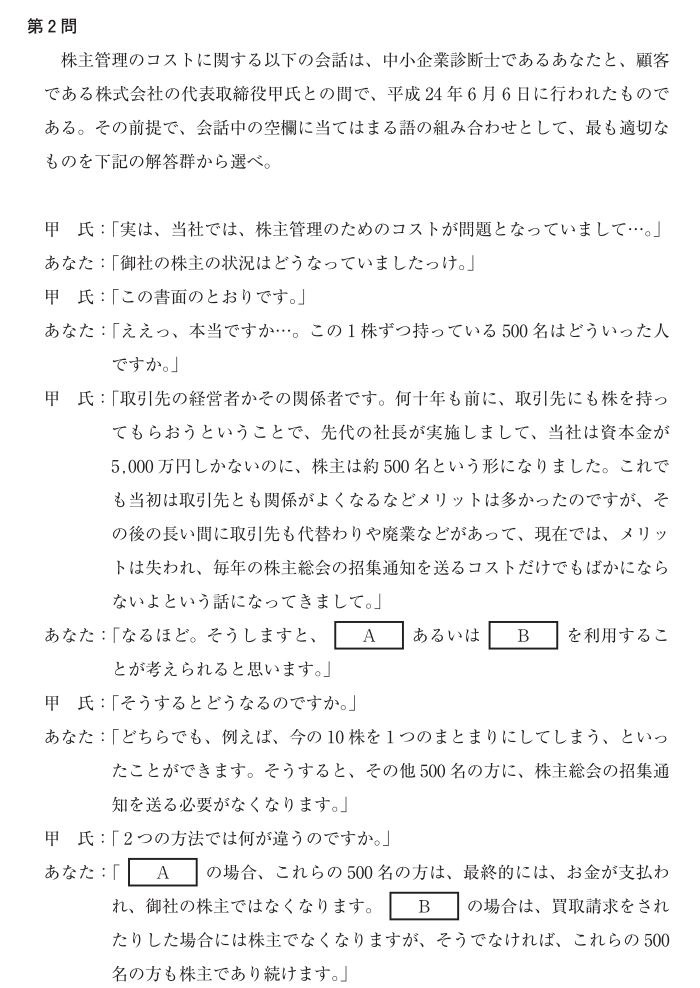 第2問
株主管理のコストに関する以下の会話は、中小企業診断士であるあなたと、顧客
である株式会社の代表取締役甲氏との間で、平成24年6月6日に行われたもので
ある。その前提で、会話中の空欄に当てはまる語の組み合わせとして、最も適切な
ものを下記の解答群から選べ。
甲　氏：「実は、当社では、株主管理のためのコストが問題となっていまして…。」
あなた：「御社の株主の状況はどうなっていましたっけ。」
甲　氏：「この書面のとおりです。」
あなた：「ええっ、本当ですか…。この1株ずつ持っている500名はどういった人
ですか。」
甲　氏：「取引先の経営者かその関係者です。何十年も前に、取引先にも株を持っ
てもらおうということで、先代の社長が実施しまして、当社は資本金が
5,000万円しかないのに、株主は約500名という形になりました。これで
も当初は取引先とも関係がよくなるなどメリットは多かったのですが、そ
の後の長い間に取引先も代替わりや廃業などがあって、現在では、メリッ
トは失われ、毎年の株主総会の招集通知を送るコストだけでもばかになら
ないよという話になってきまして。」
あなた：「なるほど。そうしますと、 A あるいは B を利用するこ
とが考えられると思います。」
甲　氏：「そうするとどうなるのですか。」
あなた：「どちらでも、例えば、今の10株を1つのまとまりにしてしまう、といっ
たことができます。そうすると、その他500名の方に、株主総会の招集通
知を送る必要がなくなります。」
甲　氏：「2つの方法では何が違うのですか。」
あなた：「 A の場合、これらの500名の方は、最終的には、お金が支払わ
れ、御社の株主ではなくなります。 B の場合は、買取請求をされ
たりした場合には株主でなくなりますが、そうでなければ、これらの500
名の方も株主であり続けます。」